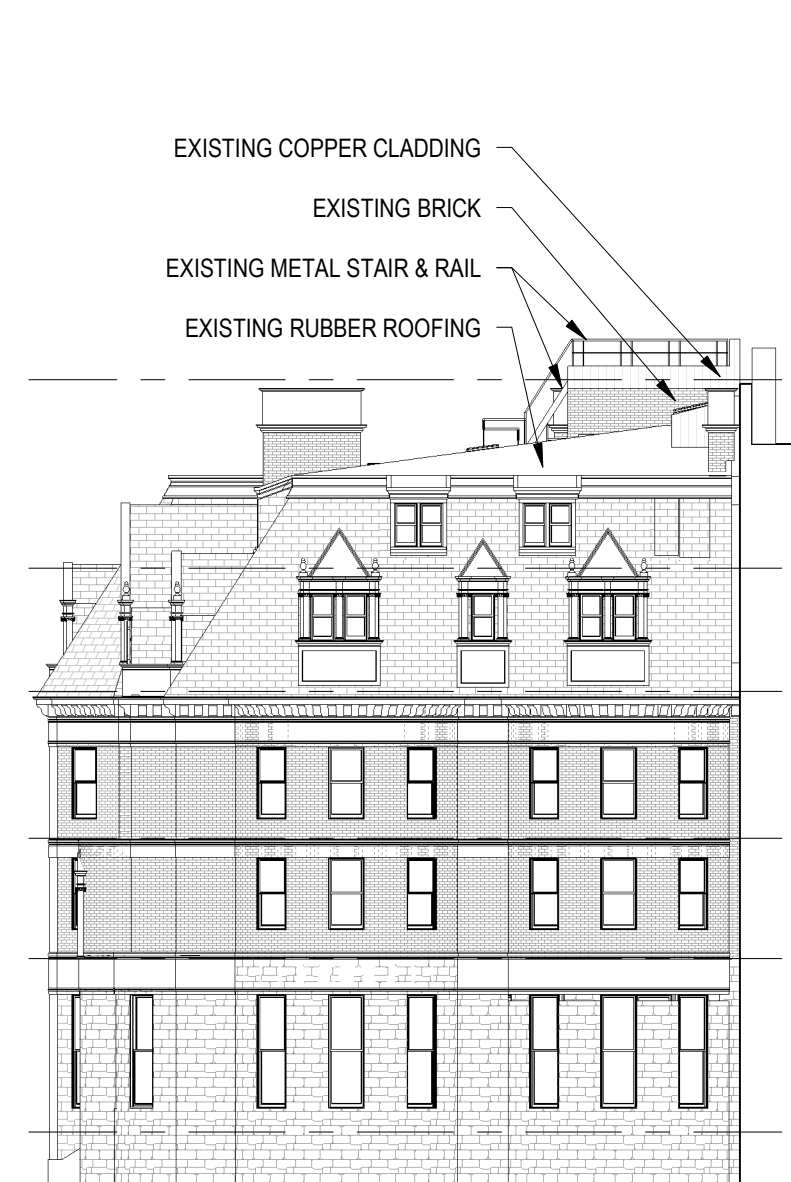 EXISTING COPPER CLADDING
EXISTING BRICK
EXISTING METAL STAIR & RAIL
EXISTING RUBBER ROOFING